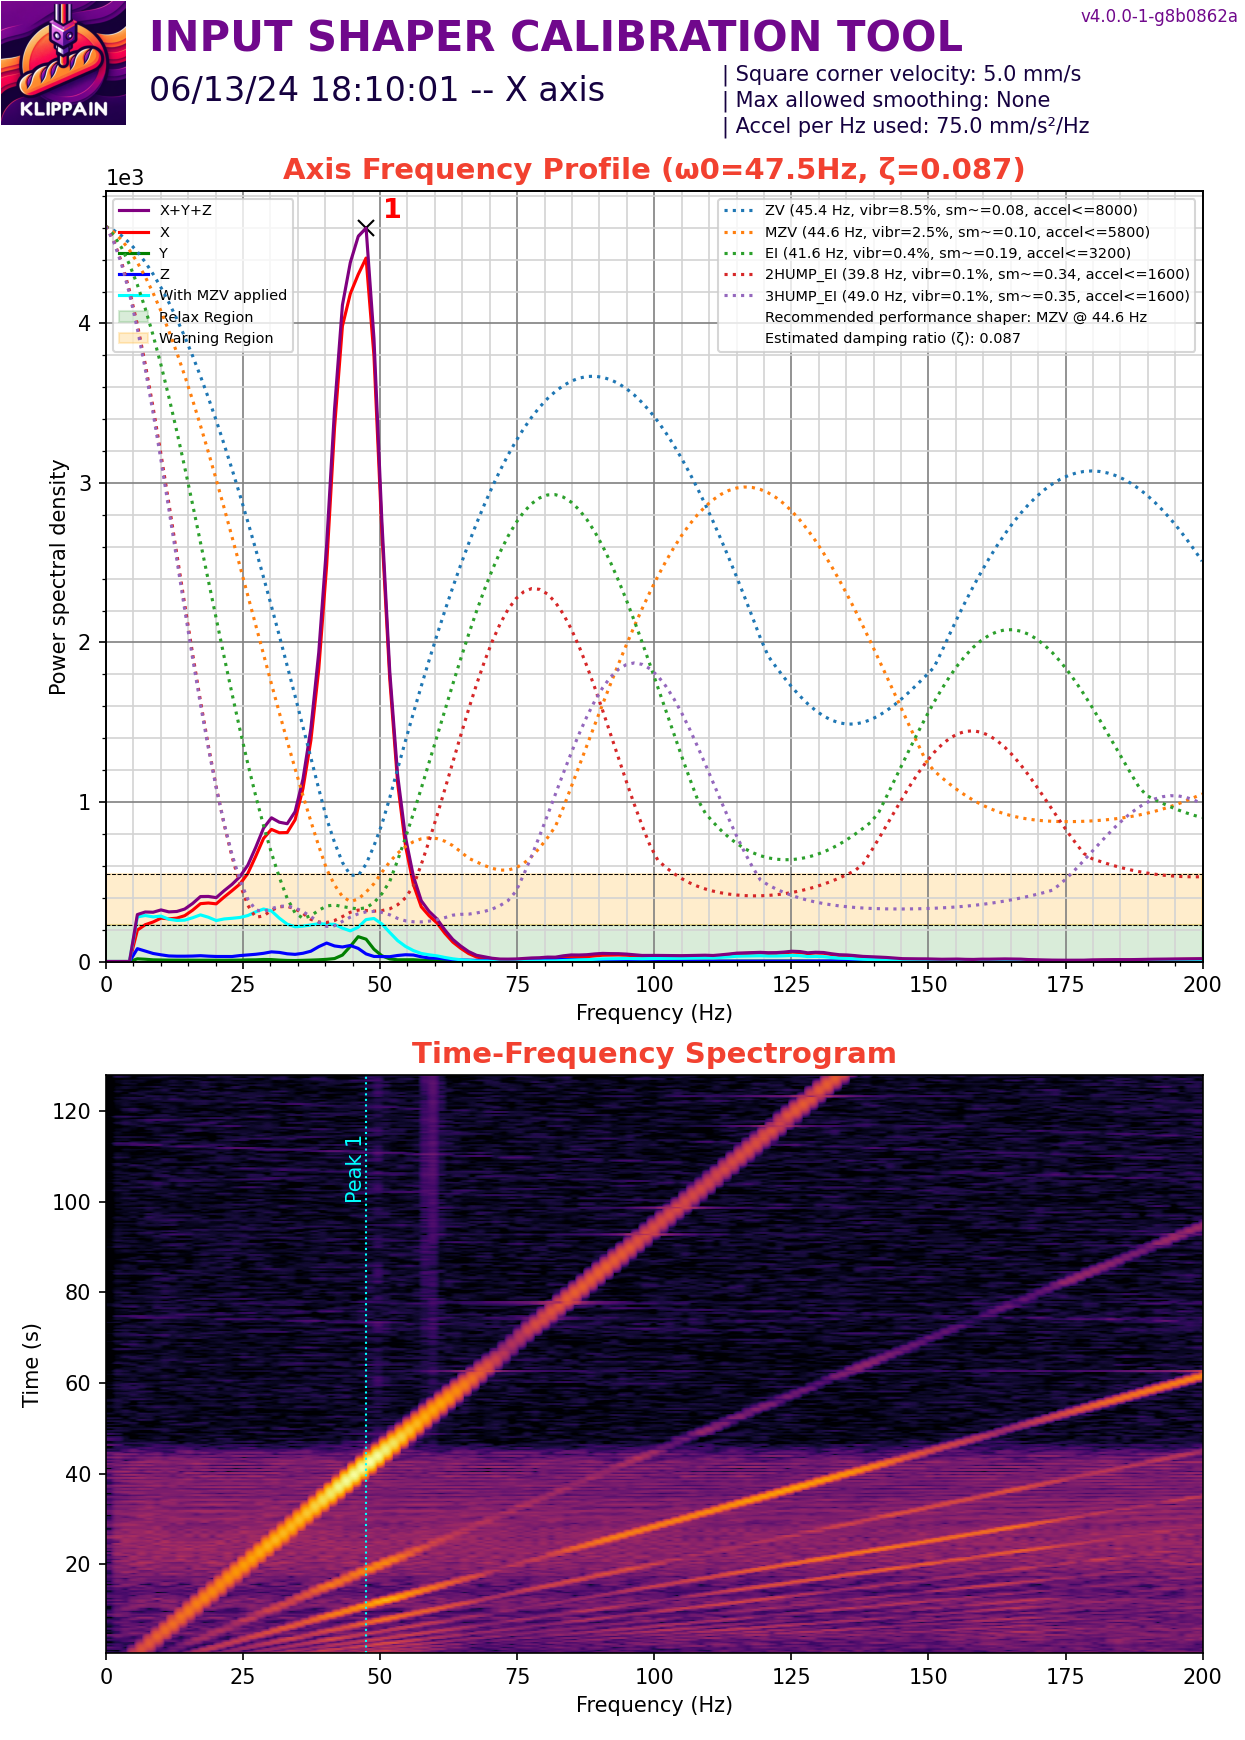 v4.0.0-1-g8b0862a
INPUT SHAPER CALIBRATION TOOL
06/13/24 18:10:01 -- X axis
| Square corner velocity: 5.0 mm/s
| Max allowed smoothing: None
| Accel per Hz used: 75.0 mm/s²/Hz
KLIPPAIN
Axis Frequency Profile (ω0=47.5Hz, ζ=0.087)
1e3
1
X+Y+Z
X
Y
Z
With MZV applied
Relax Region
Warning Region
ZV (45.4 Hz, vibr=8.5%, sm~=0.08, accel<=8000)
MZV (44.6 Hz, vibr=2.5%, sm~=0.10, accel<=5800)
EI (41.6 Hz, vibr=0.4%, sm~=0.19, accel<=3200)
2HUMP_EI (39.8 Hz, vibr=0.1%, sm~=0.34, accel<=1600)
3HUMP_EI (49.0 Hz, vibr=0.1%, sm~=0.35, accel<=1600)
Recommended performance shaper: MZV @ 44.6 Hz
Estimated damping ratio (ζ): 0.087
Power spectral density
4
3
2
1
0
0 25 50 75 100 125 150 175 200
Frequency (Hz)
Time-Frequency Spectrogram
Time (s)
120
100
80
60
40
20
Peak 1
0 25 50 75 100 125 150 175 200
Frequency (Hz)